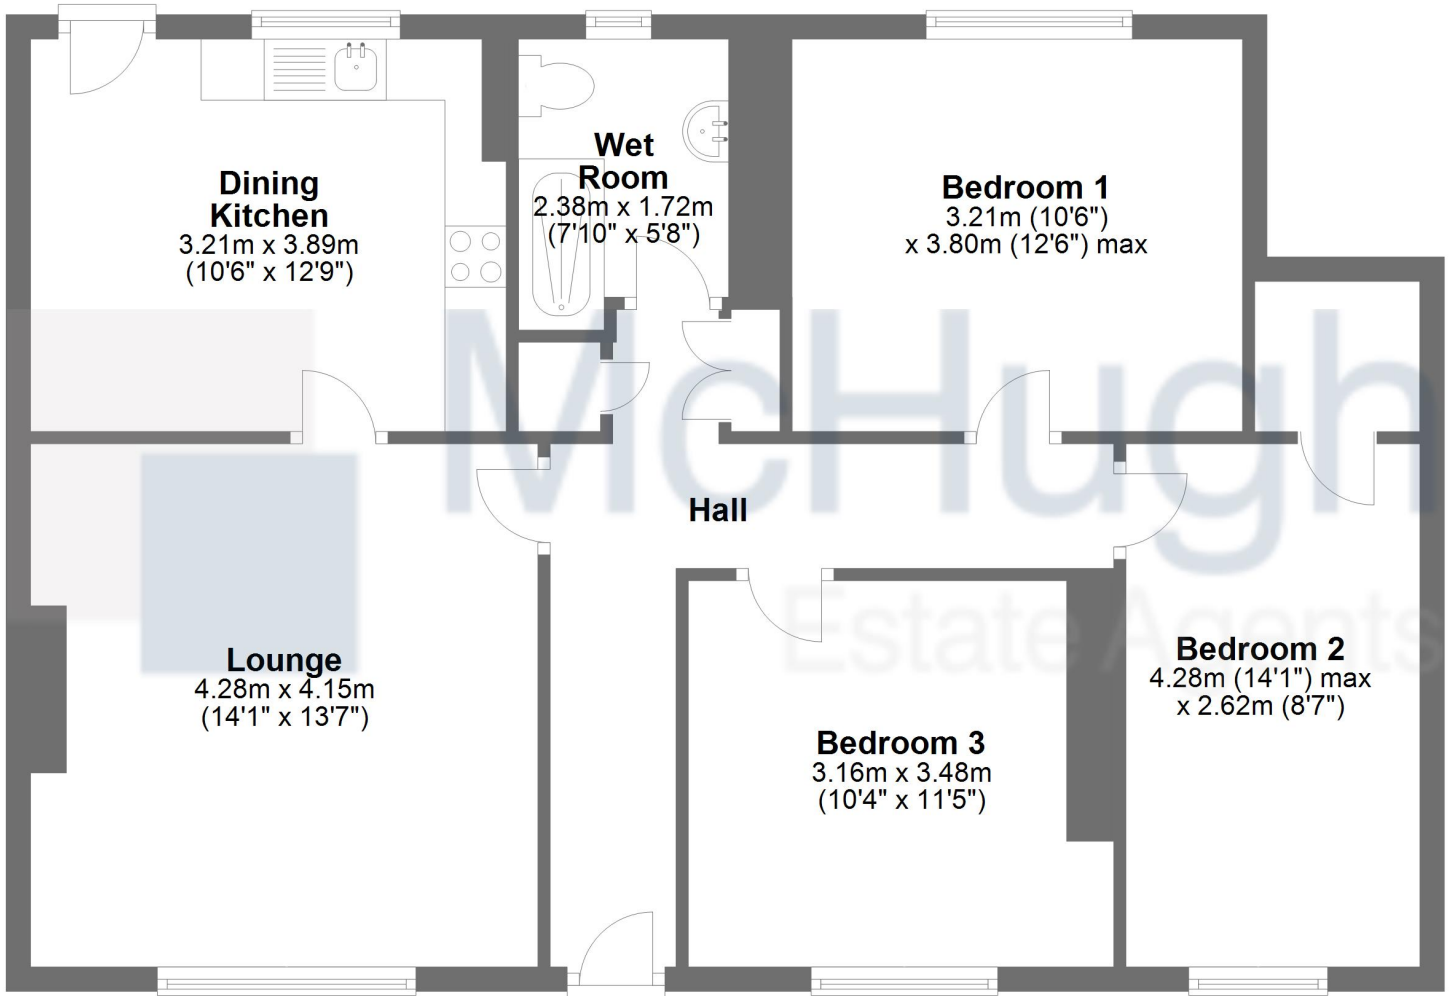 Dining
Kitchen
3.21m x 3.89m
(10'6" x 12'9")
Wet
Room
2.38m x 1.72m
(7'10" x 5'8")
Bedroom 1
3.21m (10'6")
x 3.80m (12'6") max
McHugh
Estate Agents
Hall
Lounge
4.28m x 4.15m
(14'1" x 13'7")
Bedroom 3
3.16m x 3.48m
(10'4" x 11'5")
Bedroom 2
4.28m (14'1") max
x 2.62m (8'7")